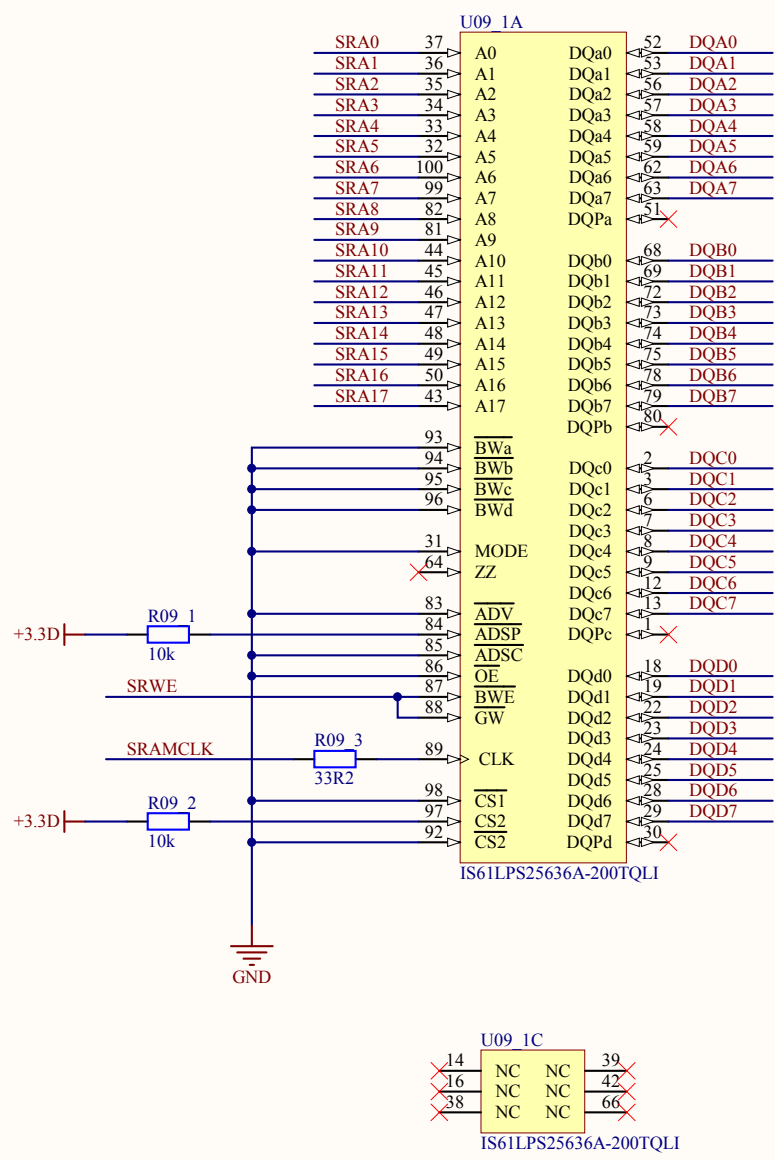 U09_1A
SRA0 37 A0 DQa0 52 DQA0
SRA1 36 A1 DQa1 53 DQA1
SRA2 35 A2 DQa2 56 DQA2
SRA3 34 A3 DQa3 57 DQA3
SRA4 33 A4 DQa4 58 DQA4
SRA5 32 A5 DQa5 59 DQA5
SRA6 100 A6 DQa6 62 DQA6
SRA7 99 A7 DQa7 63 DQA7
SRA8 82 A8 DQPa 51
SRA9 81 A9
SRA10 44 A10 DQb0 68 DQB0
SRA11 45 A11 DQb1 69 DQB1
SRA12 46 A12 DQb2 72 DQB2
SRA13 47 A13 DQb3 73 DQB3
SRA14 48 A14 DQb4 74 DQB4
SRA15 49 A15 DQb5 75 DQB5
SRA16 50 A16 DQb6 78 DQB6
SRA17 43 A17 DQb7 79 DQB7
DQPb 80
93 BWa
94 BWb DQc0 2 DQC0
95 BWc DQc1 3 DQC1
96 BWd DQc2 6 DQC2
DQc3 7 DQC3
31 MODE DQc4 8 DQC4
64 ZZ DQc5 9 DQC5
DQc6 12 DQC6
83 ADV DQc7 13 DQC7
+3.3D R09_1 10k 84 ADSP DQPc 1
85 ADSC
86 OE DQd0 18 DQD0
SRWE 87 BWE DQd1 19 DQD1
88 GW DQd2 22 DQD2
DQd3 23 DQD3
SRAMCLK R09_3 33R2 89 CLK DQd4 24 DQD4
DQd5 25 DQD5
98 CS1 DQd6 28 DQD6
+3.3D R09_2 10k 97 CS2 DQd7 29 DQD7
92 CS2 DQPd 30
IS61LPS25636A-200TQLI
GND
U09_1C
14 NC NC 39
16 NC NC 42
38 NC NC 66
IS61LPS25636A-200TQLI